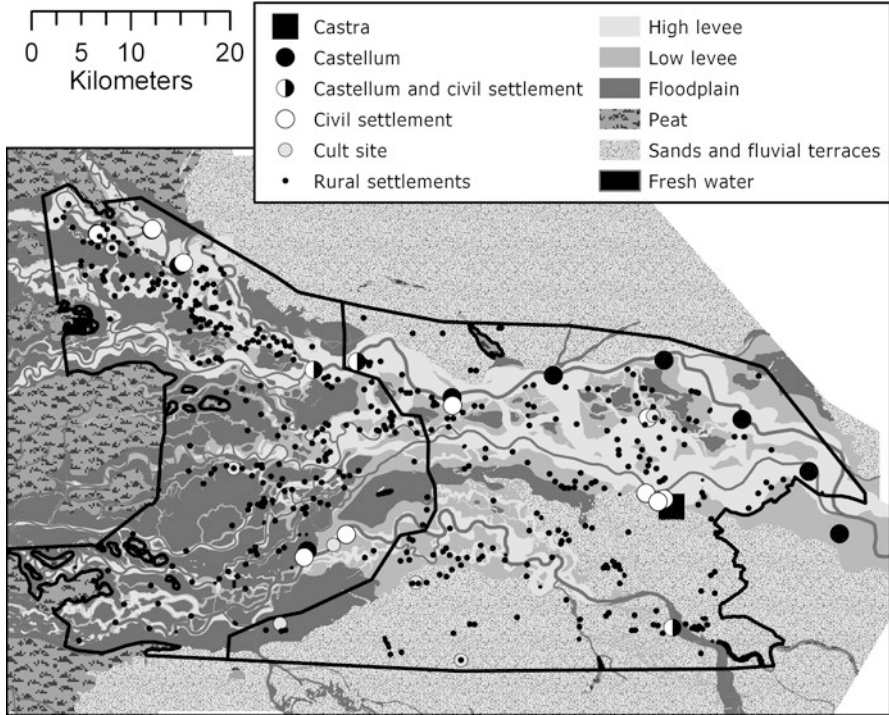 0 5 10 20
Kilometers
Castra
Castellum
Castellum and civil settlement
Civil settlement
Cult site
Rural settlements
High levee
Low levee
Floodplain
Peat
Sands and fluvial terraces
Fresh water